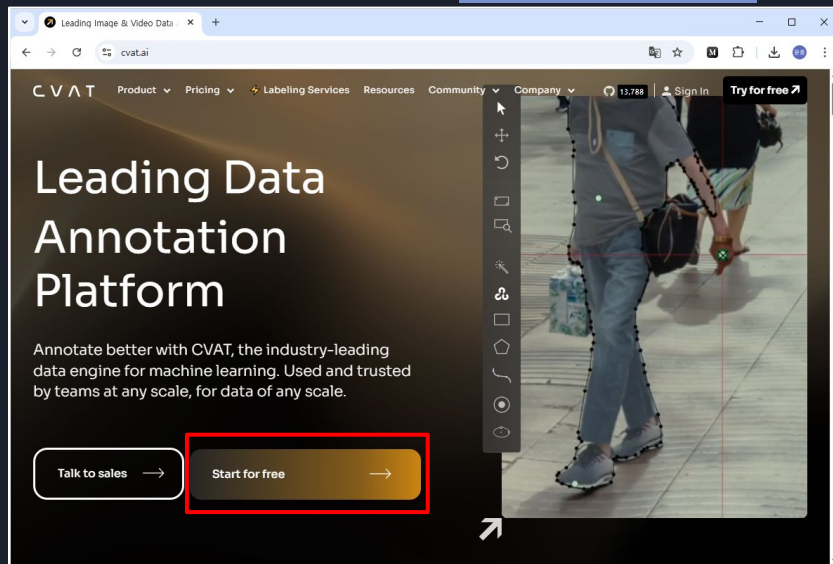 Leading Image & Video Data
cvat.ai
CVAT Product Pricing Labeling Services Resources Community Company 13,788 Sign In Try for free
Leading Data
Annotation
Platform
Annotate better with CVAT, the industry-leading
data engine for machine learning. Used and trusted
by teams at any scale, for data of any scale.
Talk to sales
Start for free